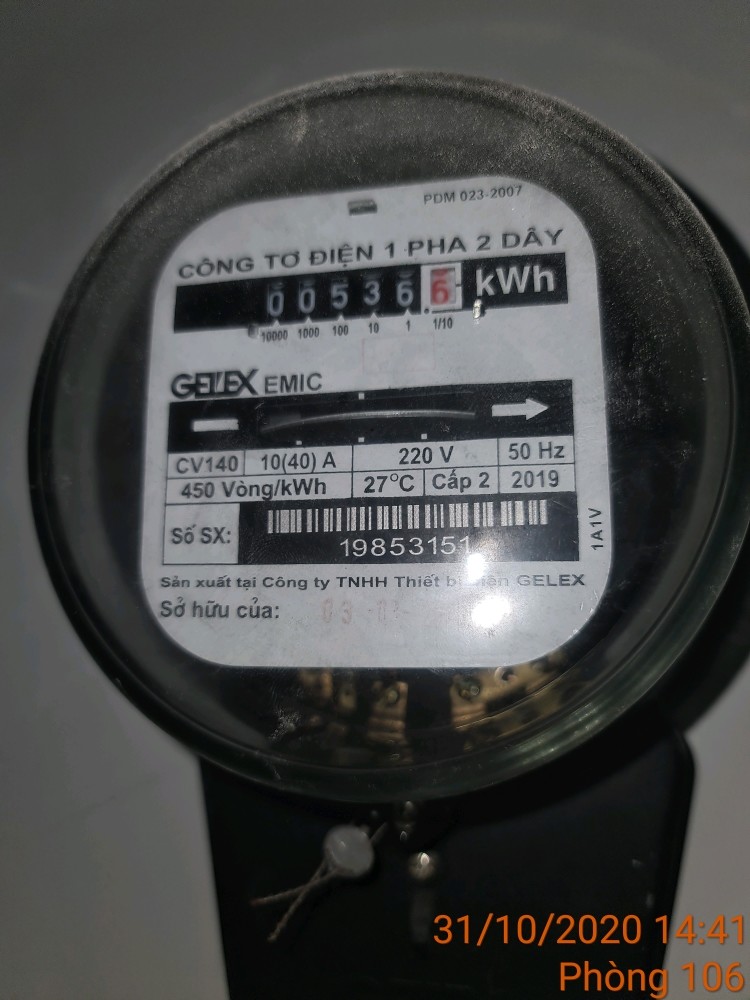 PDM 023-2007
CÔNG TƠ ĐIỆN 1 PHA 2 DÂY
0 0 5 3 6 6 kWh
10000 1000 100 10 1 1/10
GELEX EMIC
CV140 10(40) A 220 V 50 Hz
450 Vòng/kWh 27°C Cấp 2 2019
Số SX:
19853151
1A1V
Sản xuất tại Công ty TNHH Thiết bị điện GELEX
Sở hữu của:
31/10/2020 14:41
Phòng 106